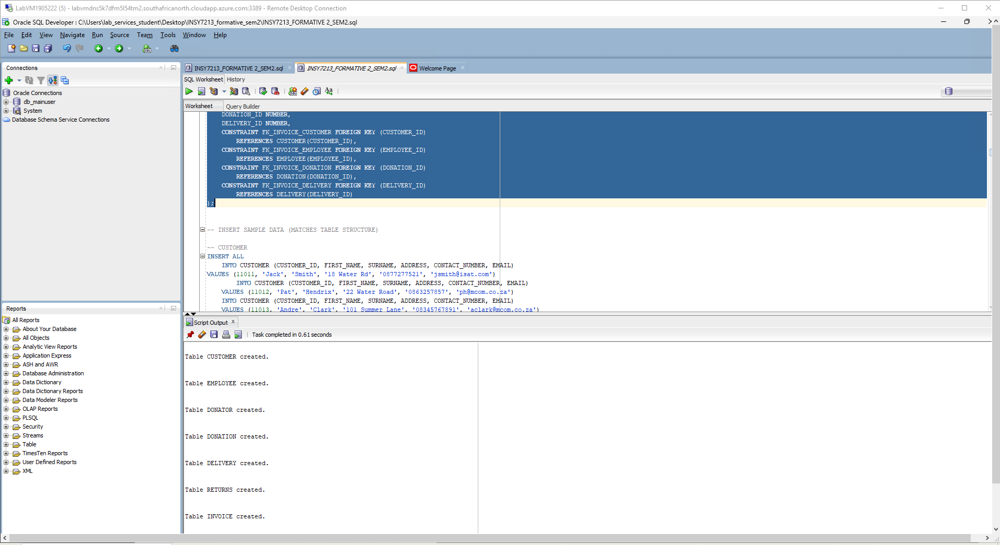 LabVM1905222 (5) - labvmdns5k7dfm5l54tm2.southafricanorth.cloudapp.azure.com:3389 - Remote Desktop Connection
Oracle SQL Developer : C:\Users\lab_services_student\Desktop\INSY7213_formative_sem2\INSY7213_FORMATIVE 2_SEM2.sql
File Edit View Navigate Run Source Team Tools Window Help
Connections
Oracle Connections
db_mainuser
System
Database Schema Service Connections
Reports
All Reports
About Your Database
All Objects
Analytic View Reports
Application Express
ASH and AWR
Database Administration
Data Dictionary
Data Dictionary Reports
Data Modeler Reports
OLAP Reports
PLSQL
Security
Streams
Table
TimesTen Reports
User Defined Reports
XML
INSY7213_FORMATIVE 2_SEM2.sql INSY7213_FORMATIVE 2_SEM2.sql Welcome Page
SQL Worksheet History
Worksheet Query Builder
DONATION_ID NUMBER,
DELIVERY_ID NUMBER,
CONSTRAINT FK_INVOICE_CUSTOMER FOREIGN KEY (CUSTOMER_ID)
REFERENCES CUSTOMER(CUSTOMER_ID),
CONSTRAINT FK_INVOICE_EMPLOYEE FOREIGN KEY (EMPLOYEE_ID)
REFERENCES EMPLOYEE(EMPLOYEE_ID),
CONSTRAINT FK_INVOICE_DONATION FOREIGN KEY (DONATION_ID)
REFERENCES DONATION(DONATION_ID),
CONSTRAINT FK_INVOICE_DELIVERY FOREIGN KEY (DELIVERY_ID)
REFERENCES DELIVERY(DELIVERY_ID)
);
-- INSERT SAMPLE DATA (MATCHES TABLE STRUCTURE)
-- CUSTOMER
INSERT ALL
INTO CUSTOMER (CUSTOMER_ID, FIRST_NAME, SURNAME, ADDRESS, CONTACT_NUMBER, EMAIL)
VALUES (11011, 'Jack', 'Smith', '18 Water Rd', '0877277521', 'jsmith@isat.com')
INTO CUSTOMER (CUSTOMER_ID, FIRST_NAME, SURNAME, ADDRESS, CONTACT_NUMBER, EMAIL)
VALUES (11012, 'Pat', 'Hendrix', '22 Water Road', '0863257857', 'ph@mcom.co.za')
INTO CUSTOMER (CUSTOMER_ID, FIRST_NAME, SURNAME, ADDRESS, CONTACT_NUMBER, EMAIL)
VALUES (11013, 'Andre', 'Clark', '101 Summer Lane', '08345767891', 'aclark@mcom.co.za')
Script Output
Task completed in 0.61 seconds
Table CUSTOMER created.
Table EMPLOYEE created.
Table DONATOR created.
Table DONATION created.
Table DELIVERY created.
Table RETURNS created.
Table INVOICE created.